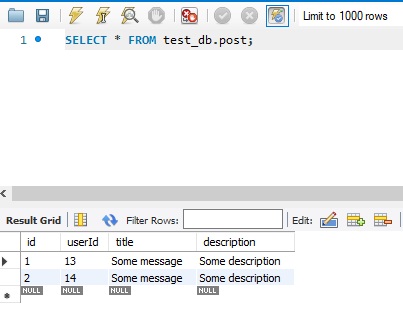 Limit to 1000 rows
1 SELECT * FROM test_db.post;
Result Grid Filter Rows: Edit:
id userId title description
1 13 Some message Some description
2 14 Some message Some description
NULL NULL NULL NULL